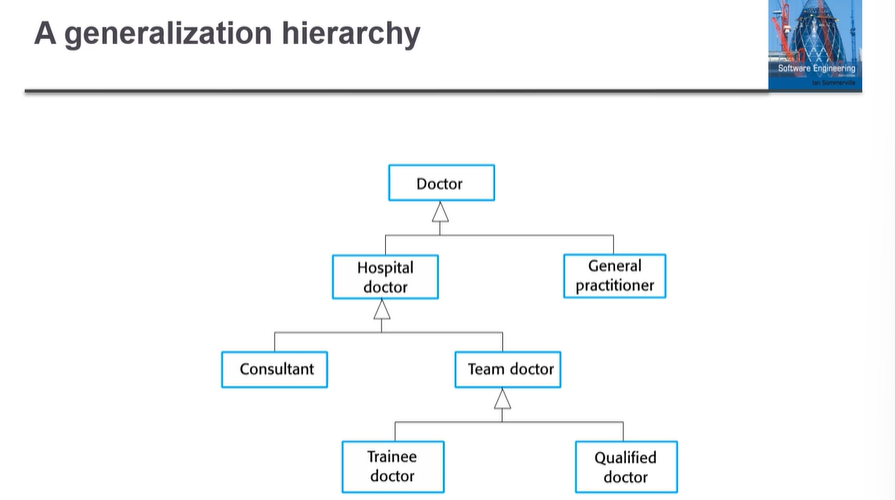 A generalization hierarchy
Software Engineering
Ian Sommerville
Doctor
Hospital
doctor
General
practitioner
Consultant
Team doctor
Trainee
doctor
Qualified
doctor